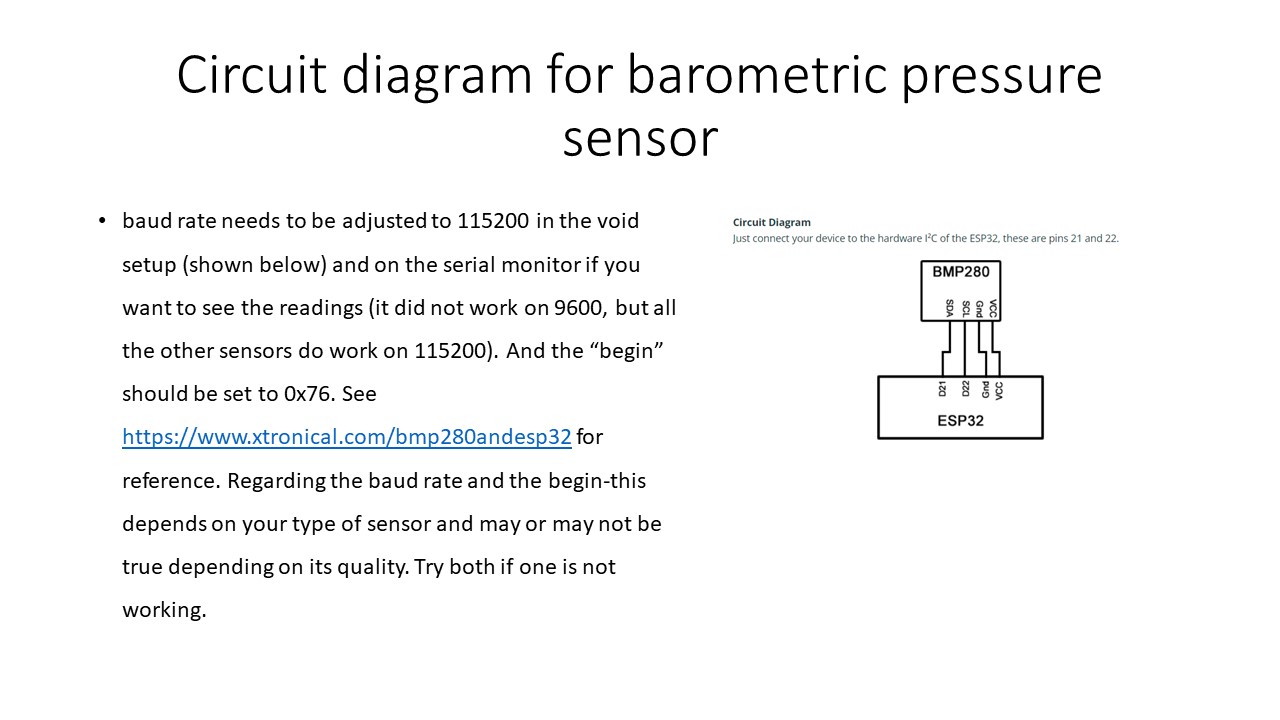 Circuit diagram for barometric pressure
sensor
• baud rate needs to be adjusted to 115200 in the void
setup (shown below) and on the serial monitor if you
want to see the readings (it did not work on 9600, but all
the other sensors do work on 115200). And the “begin”
should be set to 0x76. See
https://www.xtronical.com/bmp280andesp32 for
reference. Regarding the baud rate and the begin-this
depends on your type of sensor and may or may not be
true depending on its quality. Try both if one is not
working.
Circuit Diagram
Just connect your device to the hardware I²C of the ESP32, these are pins 21 and 22.
BMP280
SDA SCL Gnd VCC
D21 D22 Gnd VCC
ESP32